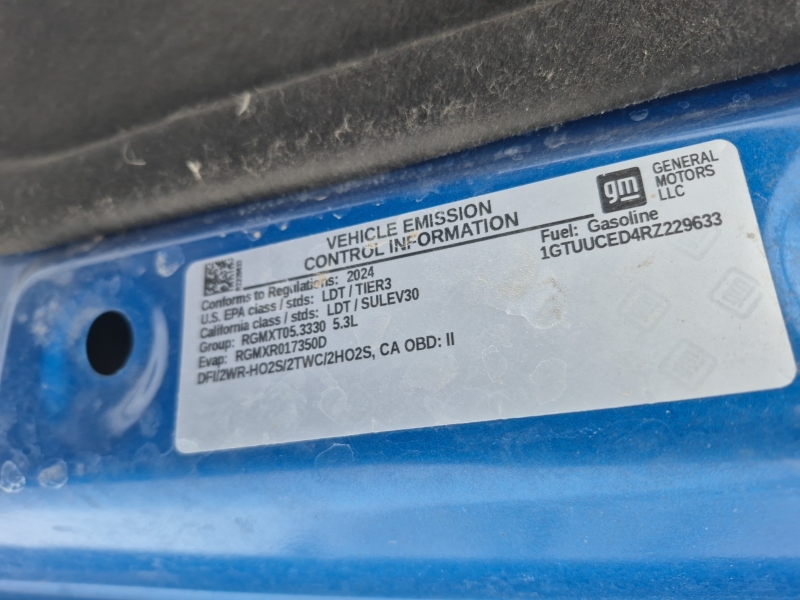 gm
GENERAL
MOTORS
LLC
VEHICLE EMISSION
CONTROL INFORMATION
Fuel: Gasoline
1GTUUCED4RZ229633
Conforms to Regulations: 2024
U.S. EPA class / stds: LDT / TIER3
California class / stds: LDT / SULEV30
Group: RGMXT05.3330 5.3L
Evap: RGMXR017350D
DFI/2WR-HO2S/2TWC/2HO2S, CA OBD: II